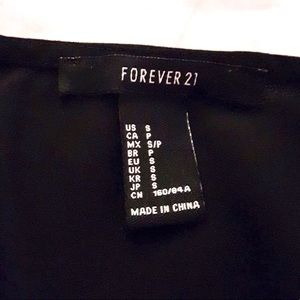 FOREVER 21
US S
CA P
MX S/P
BR P
EU S
UK S
KR S
JP S
CN 160/84A
MADE IN CHINA